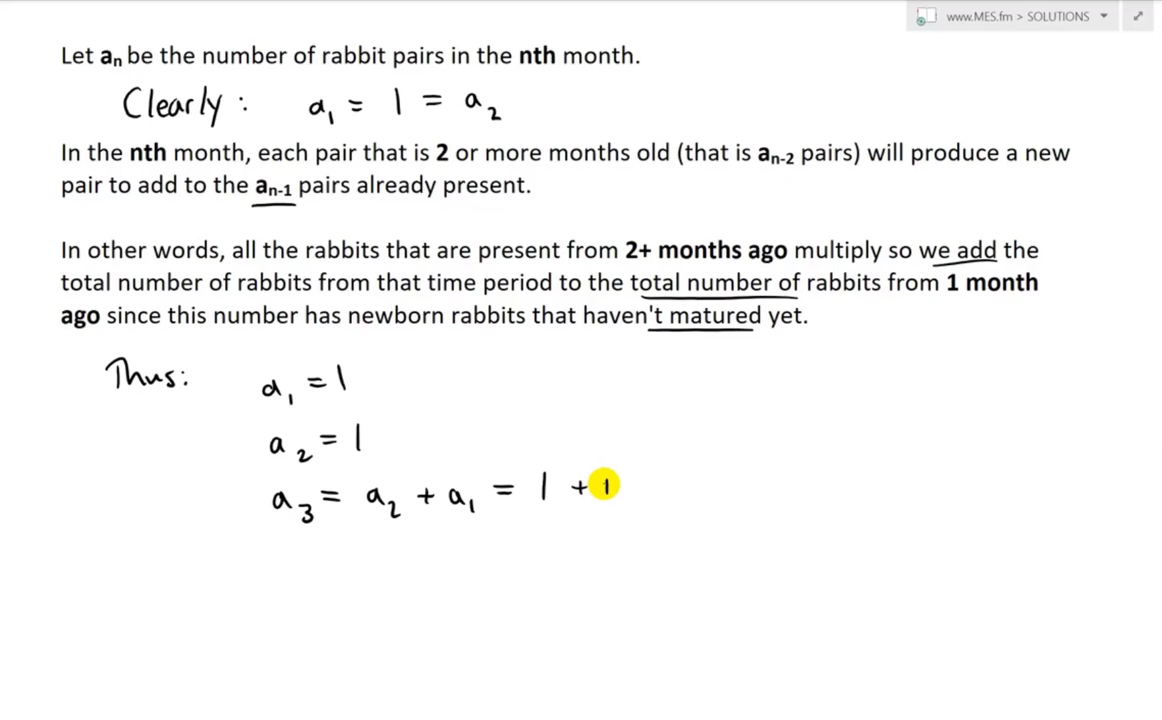 www.MES.fm > SOLUTIONS
Let aₙ be the number of rabbit pairs in the nth month.
Clearly: a₁ = 1 = a₂
In the nth month, each pair that is 2 or more months old (that is aₙ₋₂ pairs) will produce a new
pair to add to the aₙ₋₁ pairs already present.
In other words, all the rabbits that are present from 2+ months ago multiply so we add the
total number of rabbits from that time period to the total number of rabbits from 1 month
ago since this number has newborn rabbits that haven't matured yet.
Thus: a₁ = 1
a₂ = 1
a₃ = a₂ + a₁ = 1 + 1